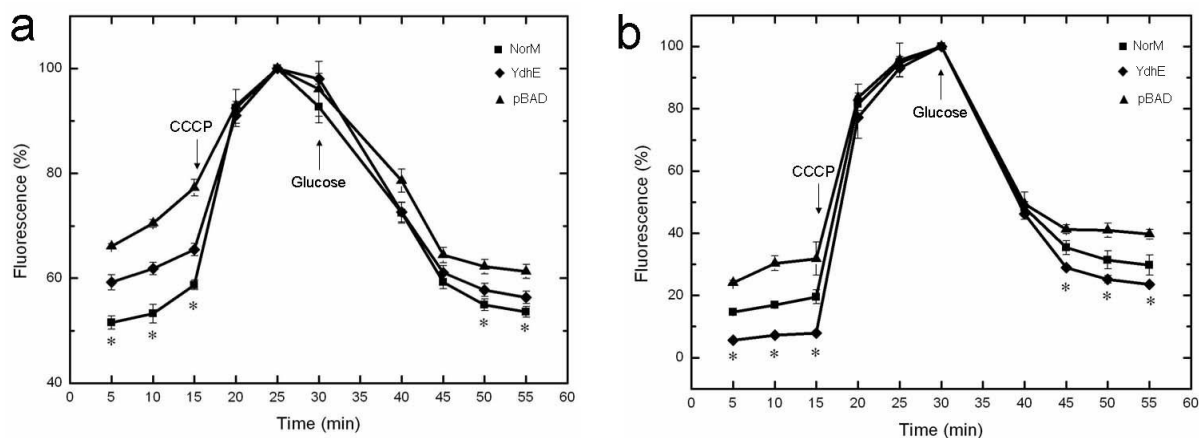 a
NorM
YdhE
pBAD
CCCP
Glucose
Fluorescence (%)
100
80
60
40
0 5 10 15 20 25 30 35 40 45 50 55 60
Time (min)
* * * * *
b
NorM
YdhE
pBAD
CCCP
Glucose
Fluorescence (%)
100
80
60
40
20
0
0 5 10 15 20 25 30 35 40 45 50 55 60
Time (min)
* * * * * *